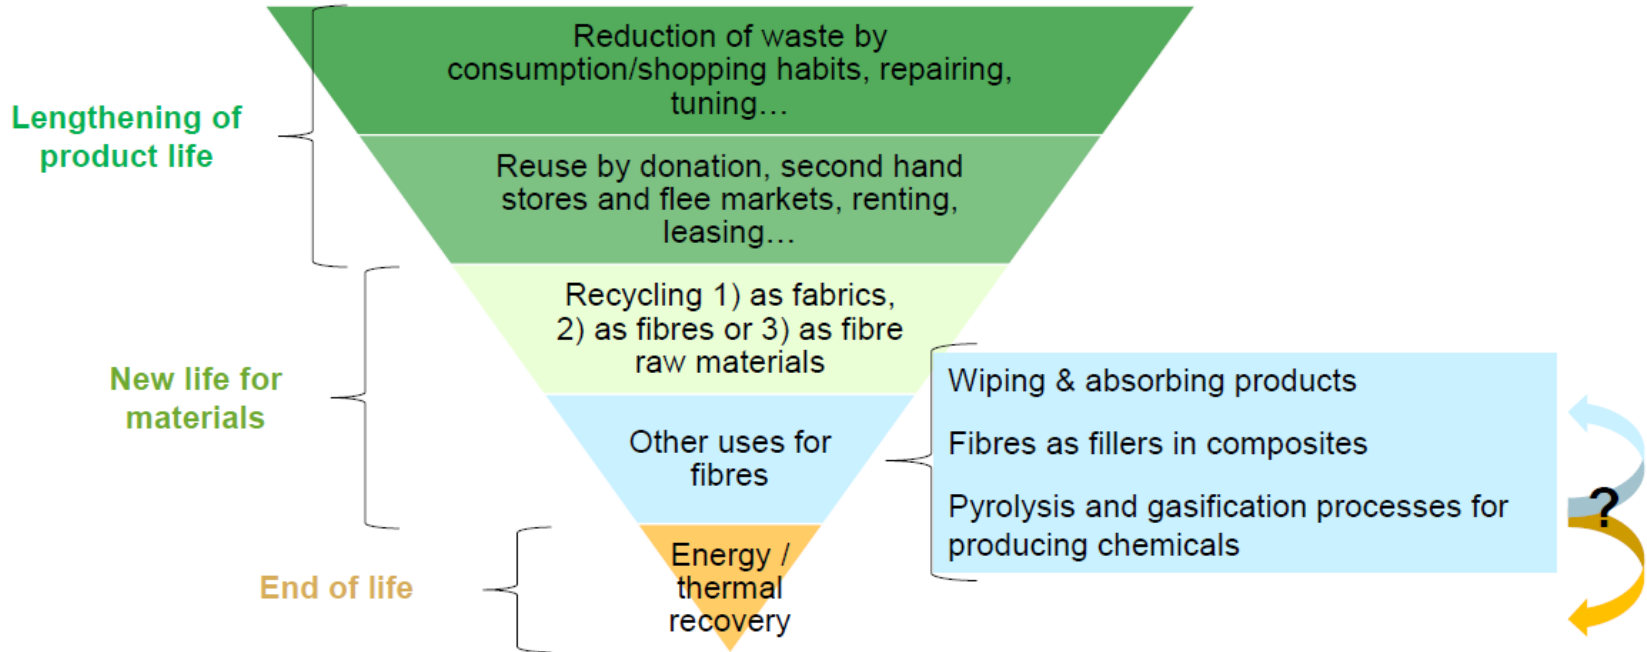 Reduction of waste by
consumption/shopping habits, repairing,
tuning...
Lengthening of
product life
Reuse by donation, second hand
stores and flee markets, renting,
leasing...
Recycling 1) as fabrics,
2) as fibres or 3) as fibre
raw materials
New life for
materials
Other uses for
fibres
Wiping & absorbing products
Fibres as fillers in composites
Pyrolysis and gasification processes for
producing chemicals
?
Energy /
thermal
recovery
End of life